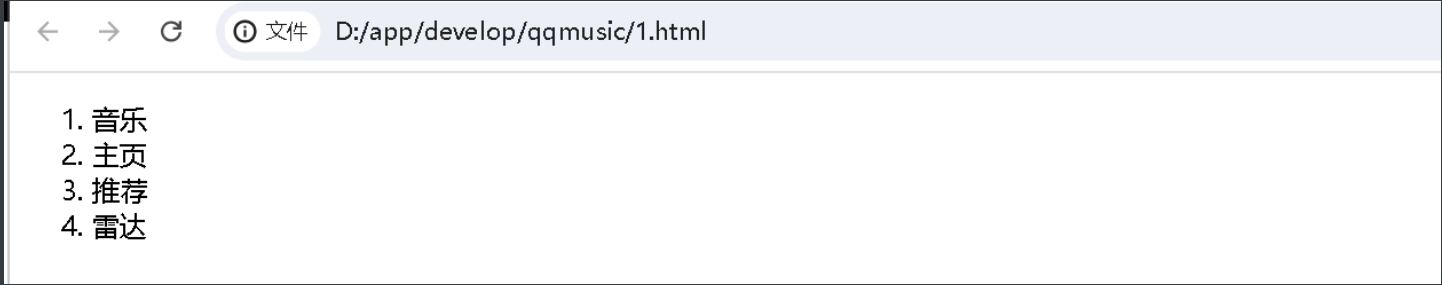 文件 D:/app/develop/qqmusic/1.html
1. 音乐
2. 主页
3. 推荐
4. 雷达